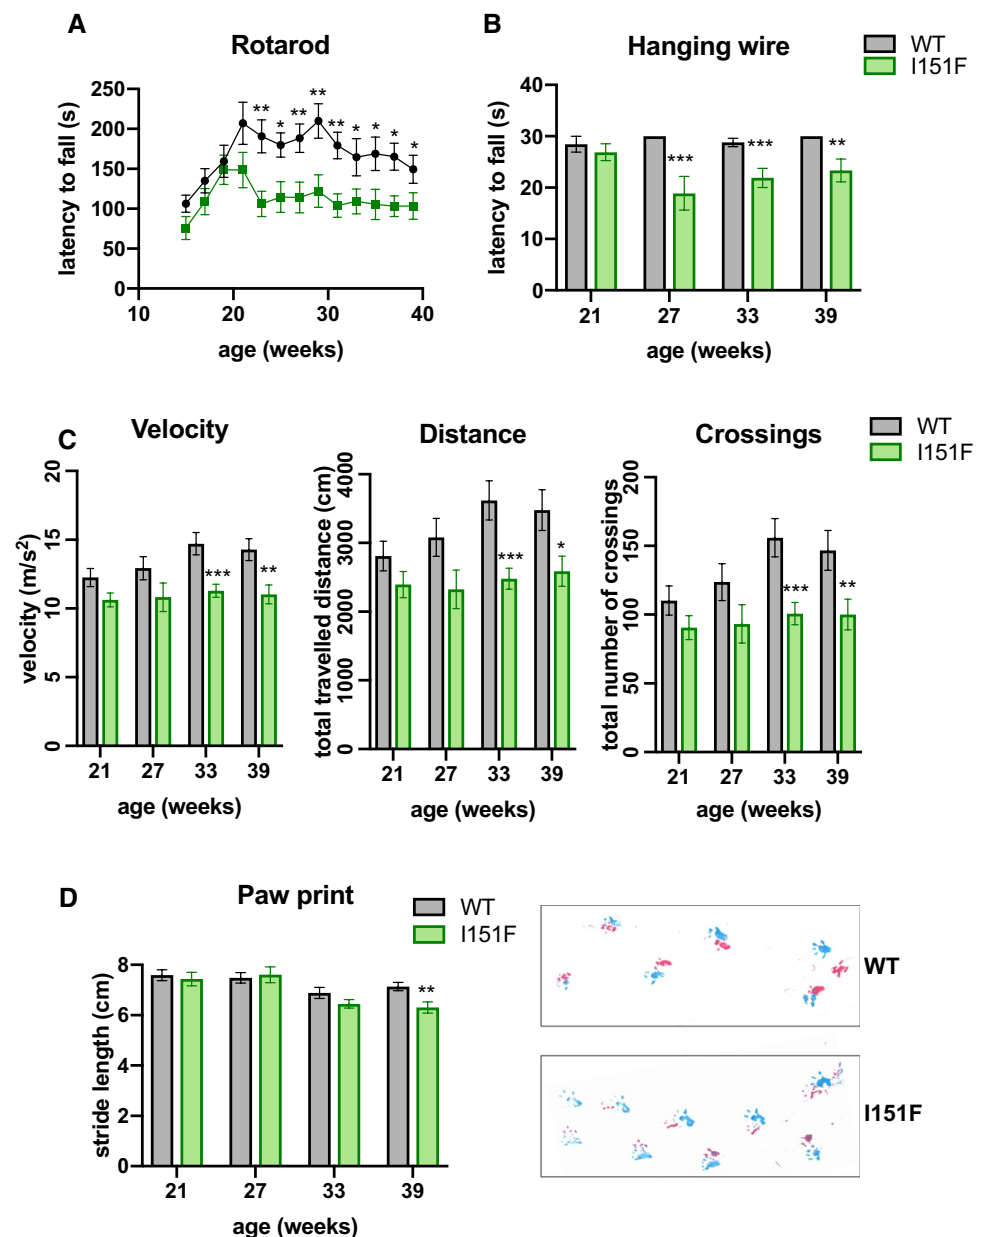 A
Rotarod
latency to fall (s)
250
200
150
100
50
0
** * ** ** ** * * * *
10 20 30 40
age (weeks)
B
Hanging wire
WT
I151F
latency to fall (s)
40
30
20
10
0
*** *** **
21 27 33 39
age (weeks)
C
Velocity
velocity (m/s²)
20
15
10
5
0
*** **
21 27 33 39
age (weeks)
Distance
total travelled distance (cm)
4000
3000
2000
1000
0
*** *
21 27 33 39
age (weeks)
Crossings
WT
I151F
total number of crossings
200
150
100
50
0
*** **
21 27 33 39
age (weeks)
D
Paw print
WT
I151F
stride length (cm)
8
6
4
2
0
**
21 27 33 39
age (weeks)
WT
I151F